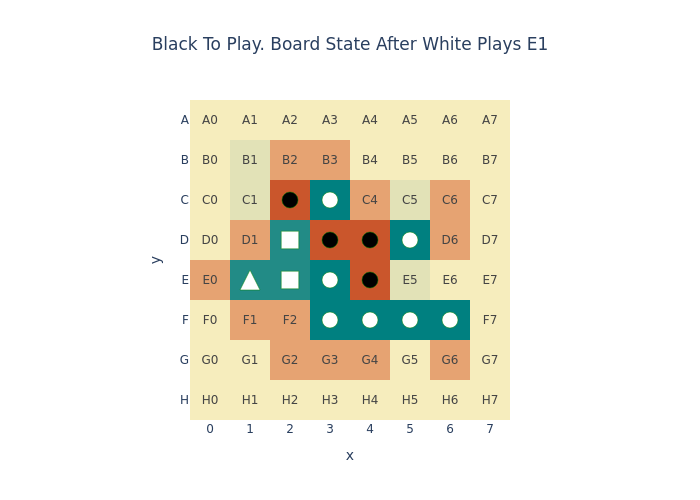 Black To Play. Board State After White Plays E1
A A0 A1 A2 A3 A4 A5 A6 A7
B B0 B1 B2 B3 B4 B5 B6 B7
C C0 C1 C4 C5 C6 C7
D D0 D1 D6 D7
E E0 E5 E6 E7
F F0 F1 F2 F7
G G0 G1 G2 G3 G4 G5 G6 G7
H H0 H1 H2 H3 H4 H5 H6 H7
0 1 2 3 4 5 6 7
x
y